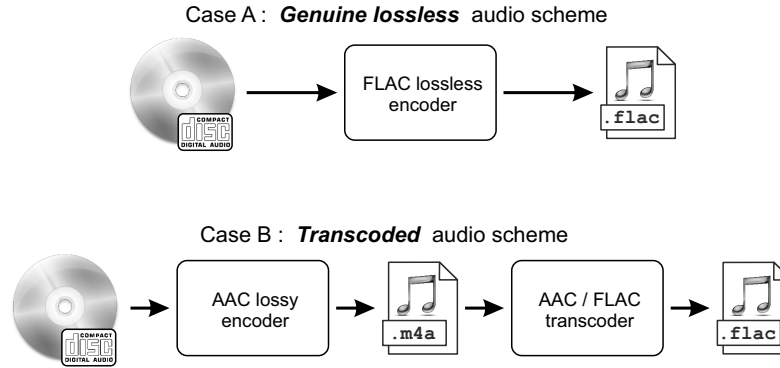 Case A : Genuine lossless audio scheme
COMPACT
disc
DIGITAL AUDIO
FLAC lossless
encoder
.flac
Case B : Transcoded audio scheme
COMPACT
disc
DIGITAL AUDIO
AAC lossy
encoder
.m4a
AAC / FLAC
transcoder
.flac